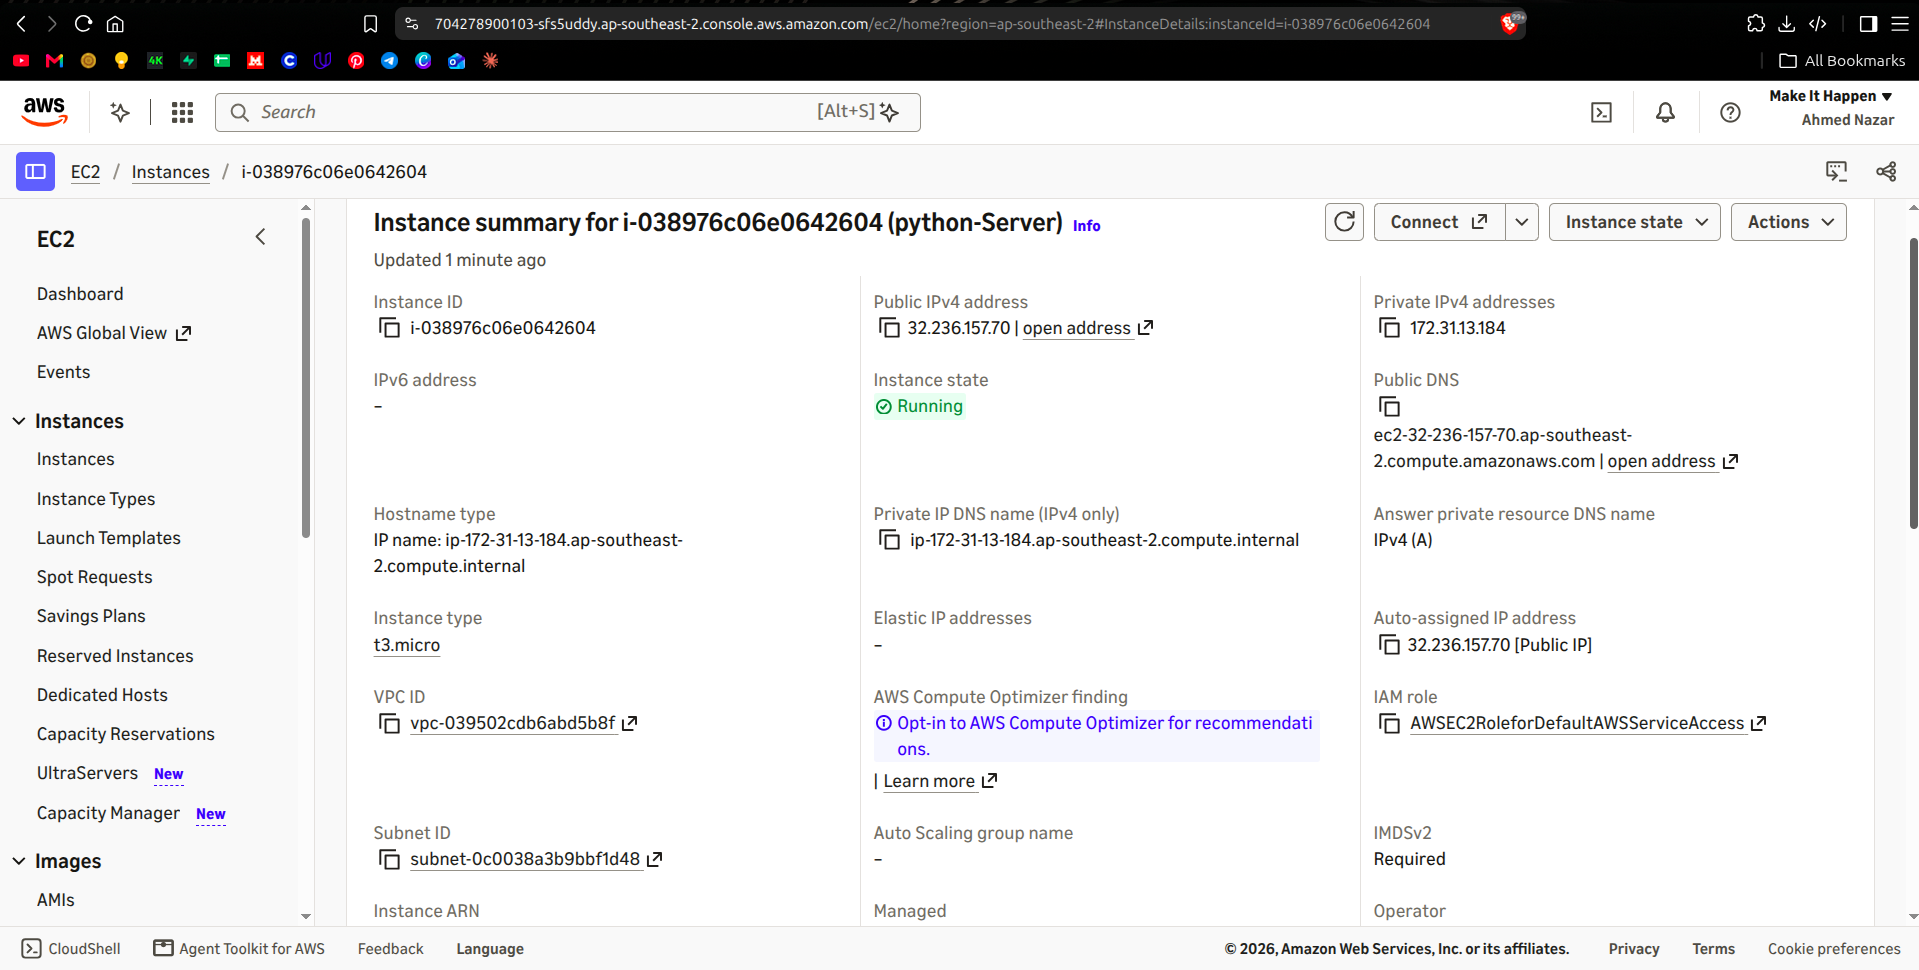 704278900103-sfs5uddy.ap-southeast-2.console.aws.amazon.com/ec2/home?region=ap-southeast-2#InstanceDetails:instanceId=i-038976c06e0642604
99+
4K
All Bookmarks
aws
Search
[Alt+S]
Make It Happen
Ahmed Nazar
EC2 / Instances / i-038976c06e0642604
EC2
Dashboard
AWS Global View
Events
Instances
Instances
Instance Types
Launch Templates
Spot Requests
Savings Plans
Reserved Instances
Dedicated Hosts
Capacity Reservations
UltraServers New
Capacity Manager New
Images
AMIs
Instance summary for i-038976c06e0642604 (python-Server) Info
Updated 1 minute ago
Connect
Instance state
Actions
Instance ID
i-038976c06e0642604
Public IPv4 address
32.236.157.70 | open address
Private IPv4 addresses
172.31.13.184
IPv6 address
–
Instance state
Running
Public DNS
ec2-32-236-157-70.ap-southeast-
2.compute.amazonaws.com | open address
Hostname type
IP name: ip-172-31-13-184.ap-southeast-
2.compute.internal
Private IP DNS name (IPv4 only)
ip-172-31-13-184.ap-southeast-2.compute.internal
Answer private resource DNS name
IPv4 (A)
Instance type
t3.micro
Elastic IP addresses
–
Auto-assigned IP address
32.236.157.70 [Public IP]
VPC ID
vpc-039502cdb6abd5b8f
AWS Compute Optimizer finding
Opt-in to AWS Compute Optimizer for recommendati
ons.
| Learn more
IAM role
AWSEC2RoleforDefaultAWSServiceAccess
Subnet ID
subnet-0c0038a3b9bbf1d48
Auto Scaling group name
–
IMDSv2
Required
Instance ARN
Managed
Operator
CloudShell
Agent Toolkit for AWS
Feedback
Language
© 2026, Amazon Web Services, Inc. or its affiliates.
Privacy
Terms
Cookie preferences